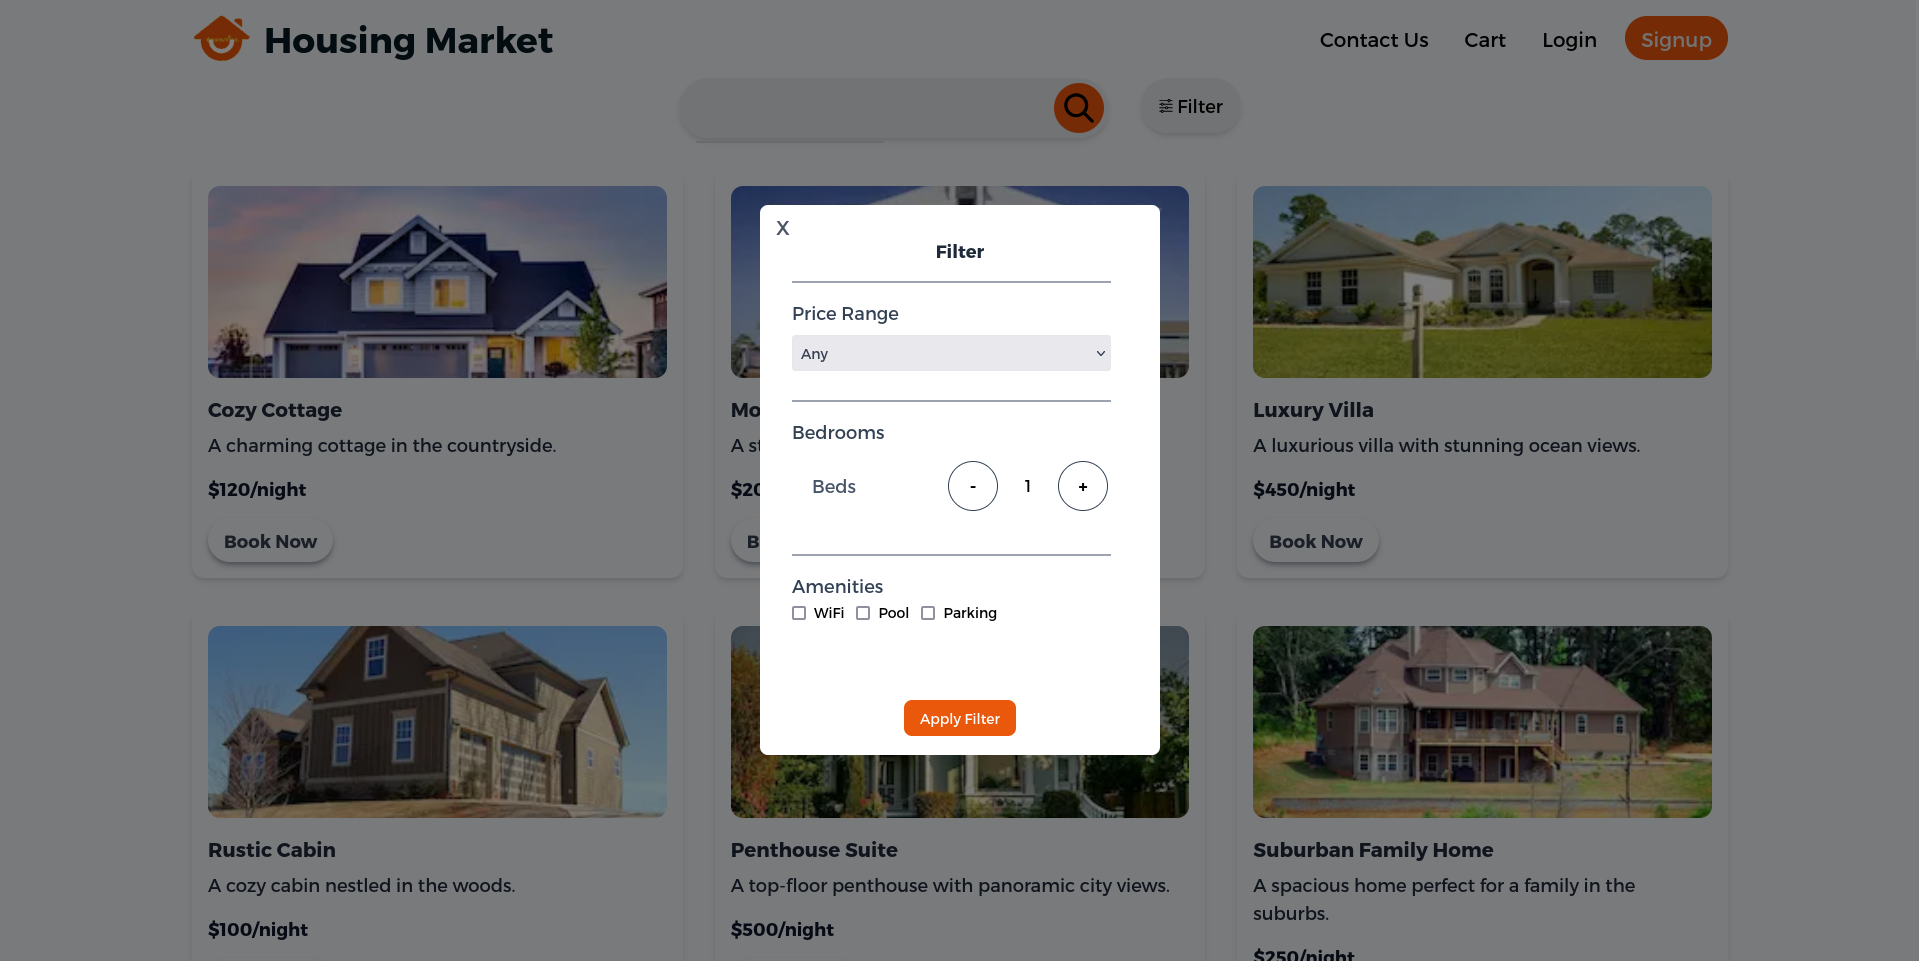 Housing Market
Contact Us
Cart
Login
Signup
Filter
X
Filter
Price Range
Any
Bedrooms
Beds
-
1
+
Amenities
WiFi
Pool
Parking
Apply Filter
Cozy Cottage
A charming cottage in the countryside.
$120/night
Book Now
Mo
A st
$20
B
Luxury Villa
A luxurious villa with stunning ocean views.
$450/night
Book Now
Rustic Cabin
A cozy cabin nestled in the woods.
$100/night
Penthouse Suite
A top-floor penthouse with panoramic city views.
$500/night
Suburban Family Home
A spacious home perfect for a family in the
suburbs.
$250/night